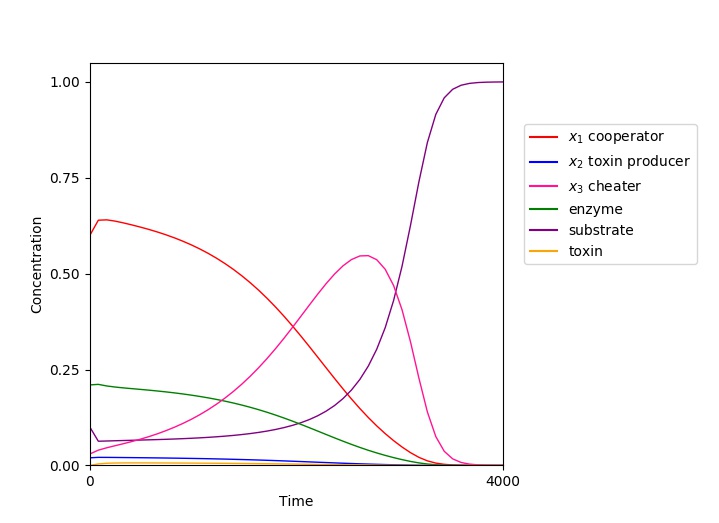 1.00
0.75
0.50
0.25
0.00
Concentration
0
4000
Time
x₁ cooperator
x₂ toxin producer
x₃ cheater
enzyme
substrate
toxin